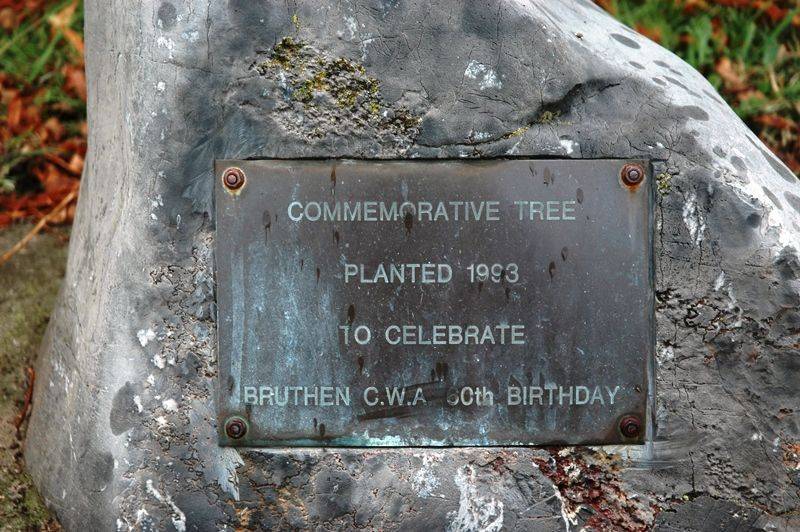 COMMEMORATIVE TREE
PLANTED 1993
TO CELEBRATE
BRUTHEN C.W.A 60th BIRTHDAY